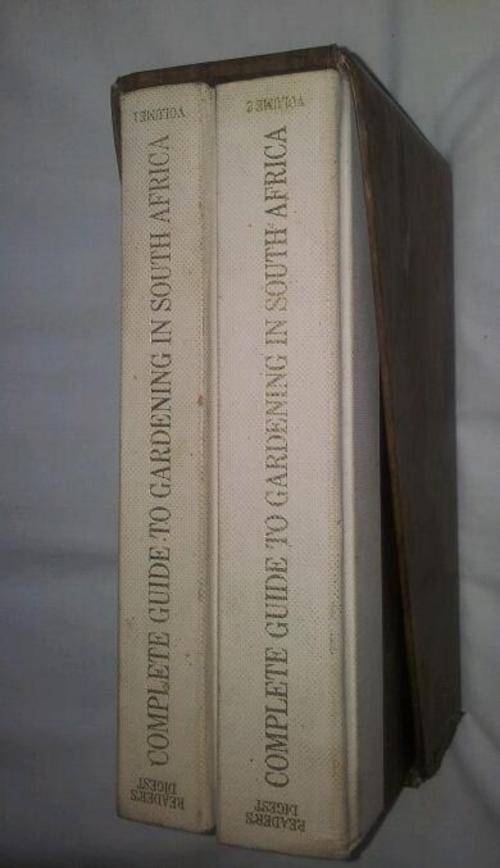 VOLUME 1
COMPLETE GUIDE TO GARDENING IN SOUTH AFRICA
READER'S
DIGEST
VOLUME 2
COMPLETE GUIDE TO GARDENING IN SOUTH AFRICA
READER'S
DIGEST